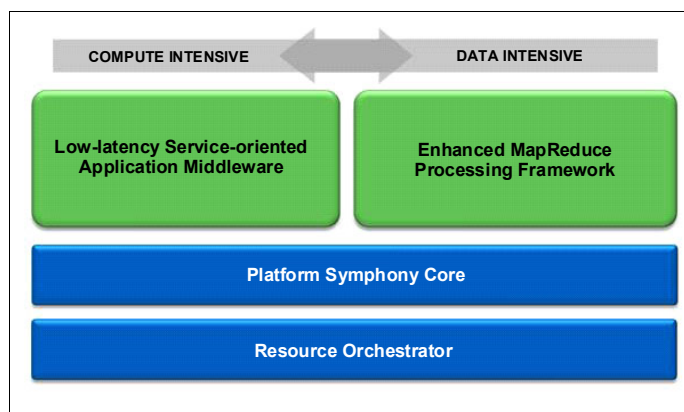 COMPUTE INTENSIVE
DATA INTENSIVE
Low-latency Service-oriented
Application Middleware
Enhanced MapReduce
Processing Framework
Platform Symphony Core
Resource Orchestrator